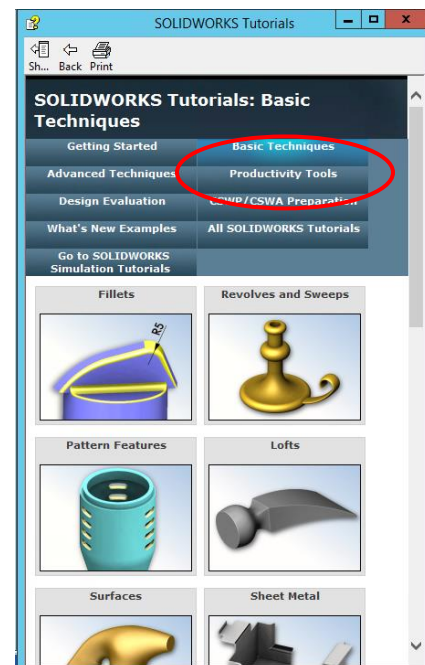 SOLIDWORKS Tutorials
Sh... Back Print
SOLIDWORKS Tutorials: Basic
Techniques
Getting Started Basic Techniques
Advanced Techniques Productivity Tools
Design Evaluation CSWP/CSWA Preparation
What's New Examples All SOLIDWORKS Tutorials
Go to SOLIDWORKS
Simulation Tutorials
Fillets Revolves and Sweeps
R5
Pattern Features Lofts
Surfaces Sheet Metal